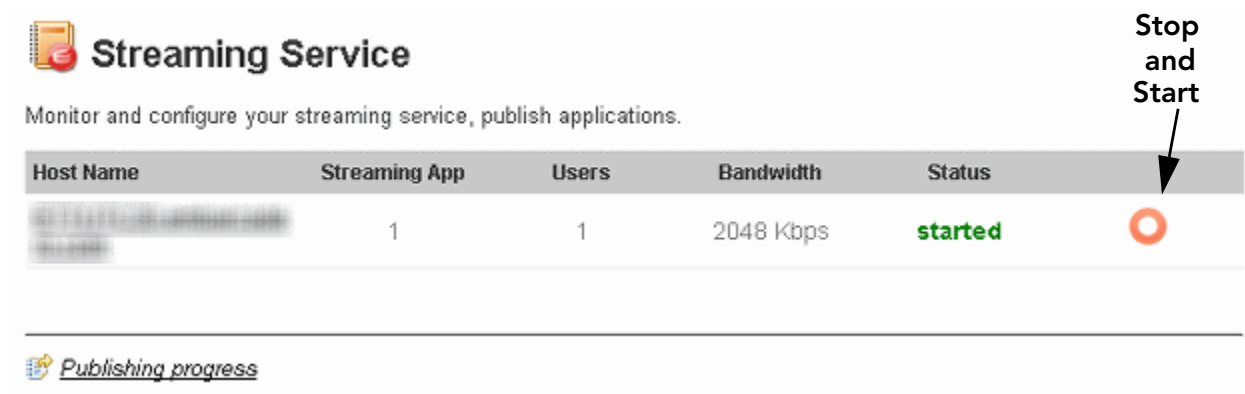 Stop
and
Start
Streaming Service
Monitor and configure your streaming service, publish applications.
Host Name Streaming App Users Bandwidth Status
1 1 2048 Kbps started
Publishing progress